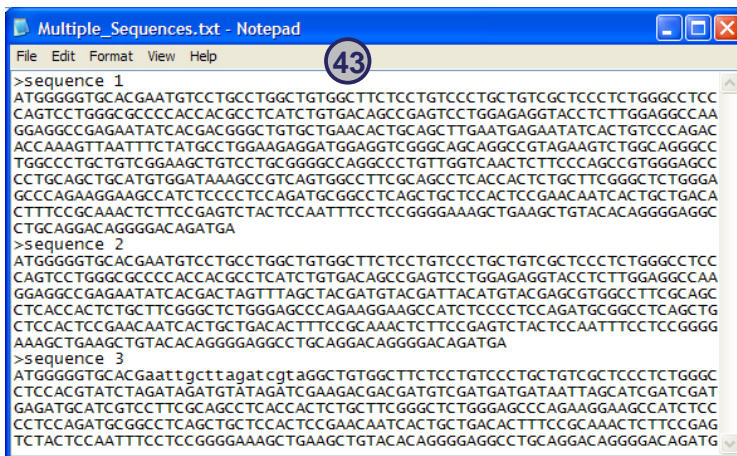 Multiple_Sequences.txt - Notepad
File Edit Format View Help
43
>sequence 1
ATGGGGGTGCACGAATGTCCTGCCTGGCTGTGGCTTCTCCTGTCCCTGCTGTCGCTCCCTCTGGGCCTCC
CAGTCCTGGGCGCCCCACCACGCCTCATCTGTGACAGCCGAGTCCTGGAGAGGTACCTCTTGGAGGCCAA
GGAGGCCGAGAATATCACGACGGGCTGTGCTGAACACTGCAGCTTGAATGAGAATATCACTGTCCCAGAC
ACCAAAGTTAATTTCTATGCCTGGAAGAGGATGGAGGTCGGGCAGCAGGCCGTAGAAGTCTGGCAGGGCC
TGGCCCTGCTGTCGGAAGCTGTCCTGCGGGGCCAGGCCCTGTTGGTCAACTCTTCCCAGCCGTGGGAGCC
CCTGCAGCTGCATGTGGATAAAGCCGTCAGTGGCCTTCGCAGCCTCACCACTCTGCTTCGGGCTCTGGGA
GCCCAGAAGGAAGCCATCTCCCCTCCAGATGCGGCCTCAGCTGCTCCACTCCGAACAATCACTGCTGACA
CTTTCCGCAAACTCTTCCGAGTCTACTCCAATTTCCTCCGGGGAAAGCTGAAGCTGTACACAGGGGAGGC
CTGCAGGACAGGGGACAGATGA
>sequence 2
ATGGGGGTGCACGAATGTCCTGCCTGGCTGTGGCTTCTCCTGTCCCTGCTGTCGCTCCCTCTGGGCCTCC
CAGTCCTGGGCGCCCCACCACGCCTCATCTGTGACAGCCGAGTCCTGGAGAGGTACCTCTTGGAGGCCAA
GGAGGCCGAGAATATCACGACTAGTTTAGCTACGATGTACGATTACATGTACGAGCGTGGCCTTCGCAGC
CTCACCACTCTGCTTCGGGCTCTGGGAGCCCAGAAGGAAGCCATCTCCCCTCCAGATGCGGCCTCAGCTG
CTCCACTCCGAACAATCACTGCTGACACTTTCCGCAAACTCTTCCGAGTCTACTCCAATTTCCTCCGGGG
AAAGCTGAAGCTGTACACAGGGGAGGCCTGCAGGACAGGGGACAGATGA
>sequence 3
ATGGGGGTGCACGaattgcttagatcgtaGGCTGTGGCTTCTCCTGTCCCTGCTGTCGCTCCCTCTGGGC
CTCCACGTATCTAGATAGATGTATAGATCGAAGACGACGATGTCGATGATGATAATTAGCATCGATCGAT
GAGATGCATCGTCCTTCGCAGCCTCACCACTCTGCTTCGGGCTCTGGGAGCCCAGAAGGAAGCCATCTCC
CCTCCAGATGCGGCCTCAGCTGCTCCACTCCGAACAATCACTGCTGACACTTTCCGCAAACTCTTCCGAG
TCTACTCCAATTTCCTCCGGGGAAAGCTGAAGCTGTACACAGGGGAGGCCTGCAGGACAGGGGACAGATG